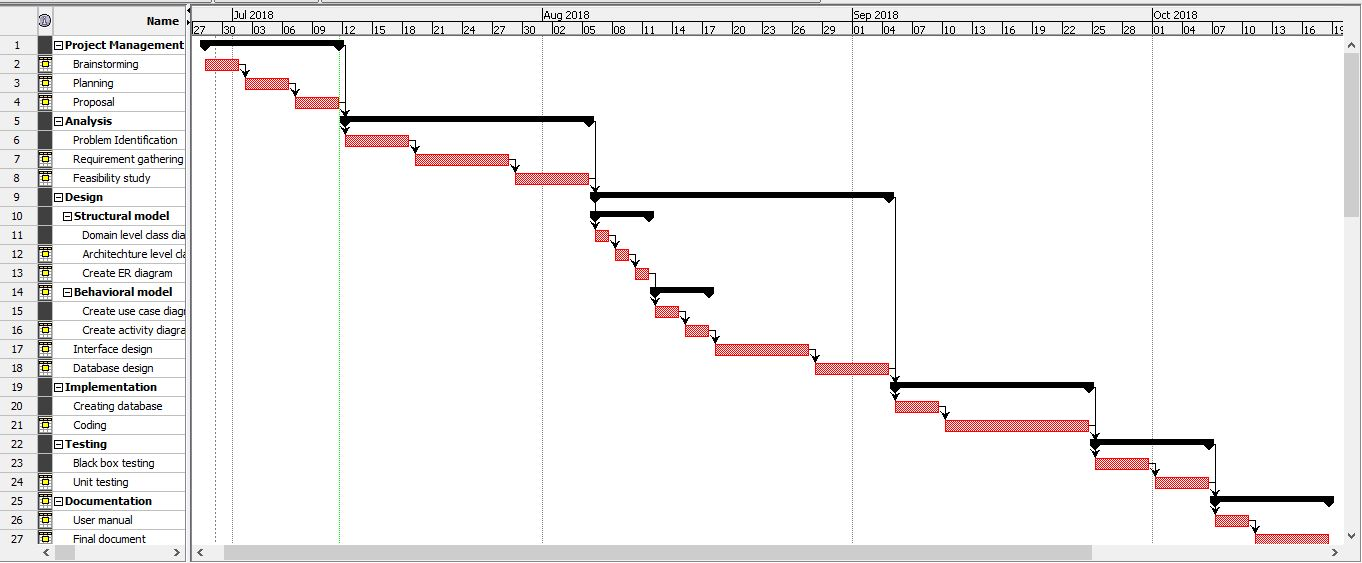 Name
Jul 2018 Aug 2018 Sep 2018 Oct 2018
27 30 03 06 09 12 15 18 21 24 27 30 02 05 08 11 14 17 20 23 26 29 01 04 07 10 13 16 19 22 25 28 01 04 07 10 13 16 19
1 Project Management
2 Brainstorming
3 Planning
4 Proposal
5 Analysis
6 Problem Identification
7 Requirement gathering
8 Feasibility study
9 Design
10 Structural model
11 Domain level class dia
12 Architechture level cla
13 Create ER diagram
14 Behavioral model
15 Create use case diagr
16 Create activity diagra
17 Interface design
18 Database design
19 Implementation
20 Creating database
21 Coding
22 Testing
23 Black box testing
24 Unit testing
25 Documentation
26 User manual
27 Final document